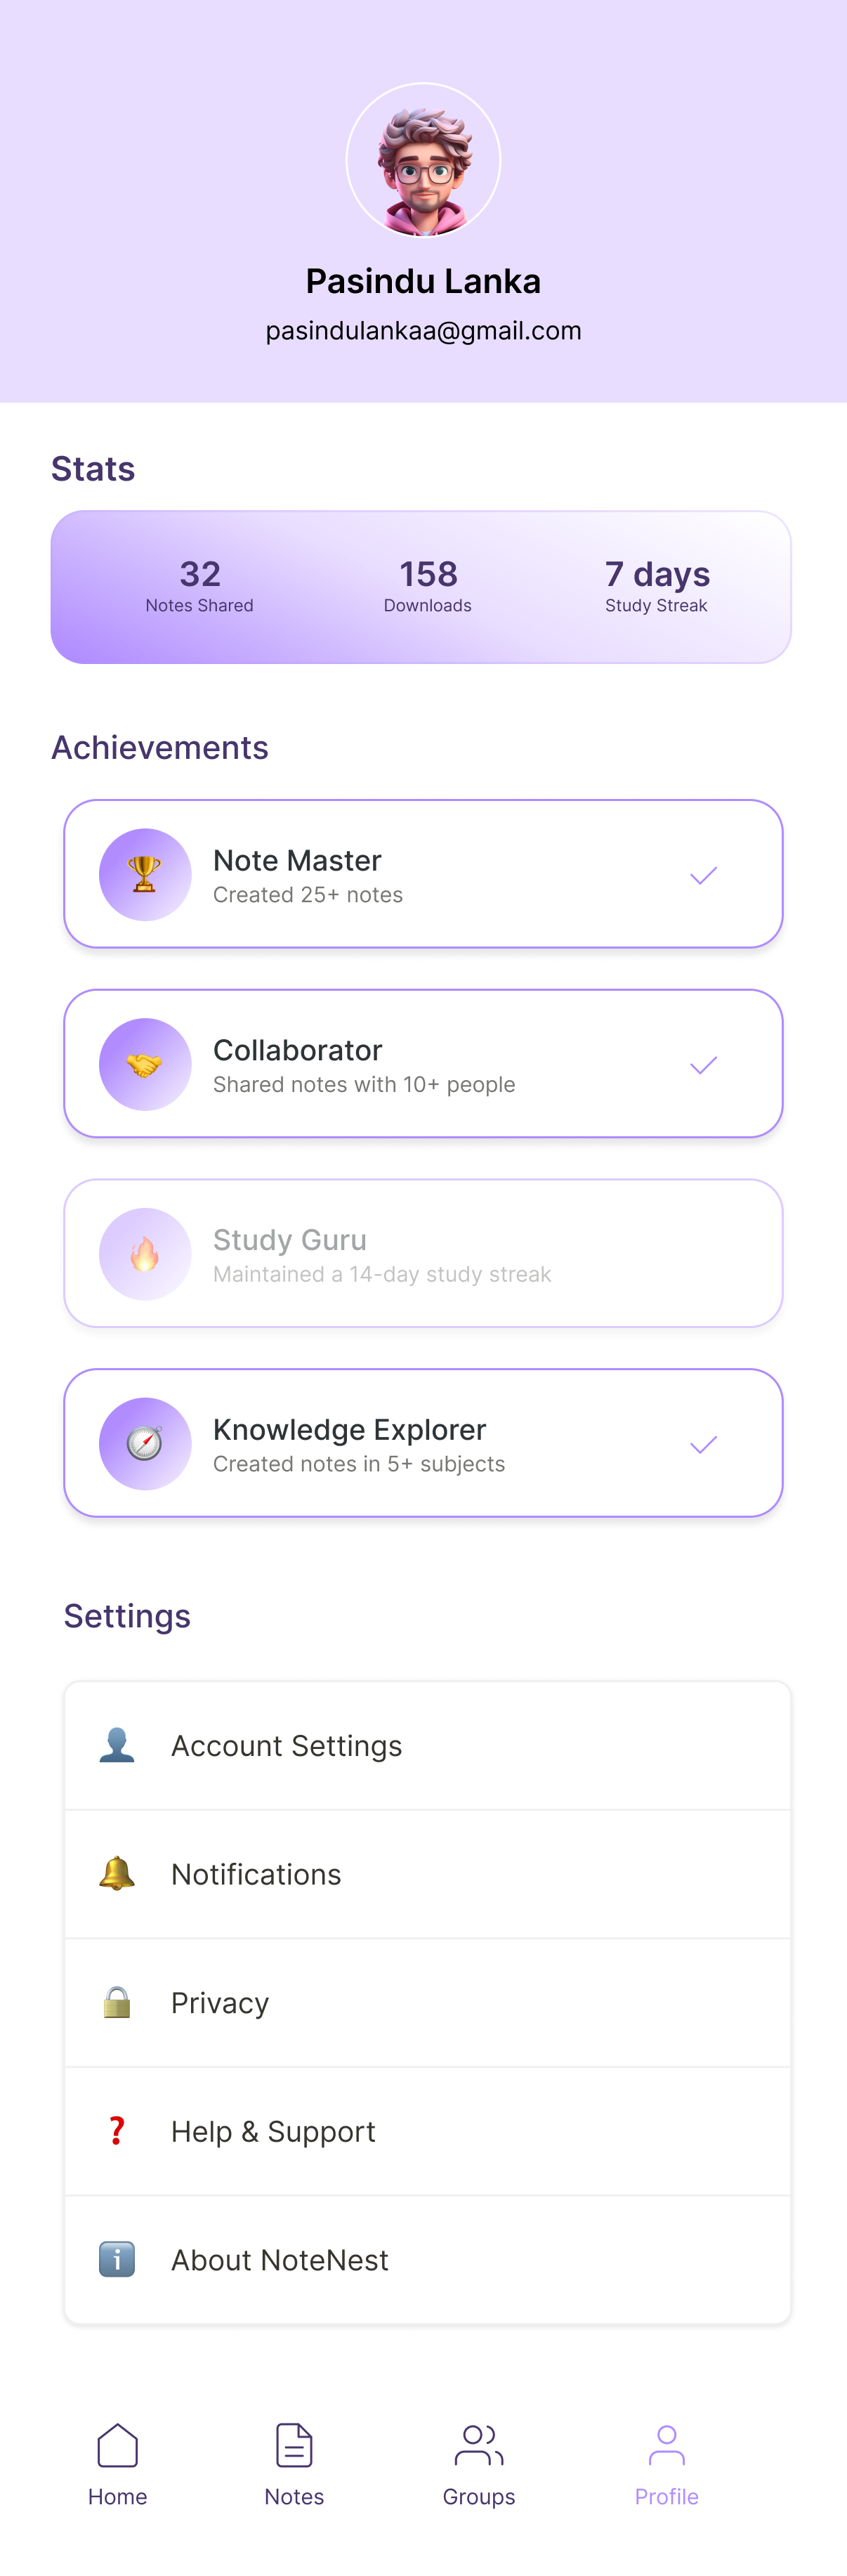 Pasindu Lanka
pasindulankaa@gmail.com
Stats
32
Notes Shared
158
Downloads
7 days
Study Streak
Achievements
Note Master
Created 25+ notes
Collaborator
Shared notes with 10+ people
Study Guru
Maintained a 14-day study streak
Knowledge Explorer
Created notes in 5+ subjects
Settings
Account Settings
Notifications
Privacy
Help & Support
About NoteNest
Home
Notes
Groups
Profile